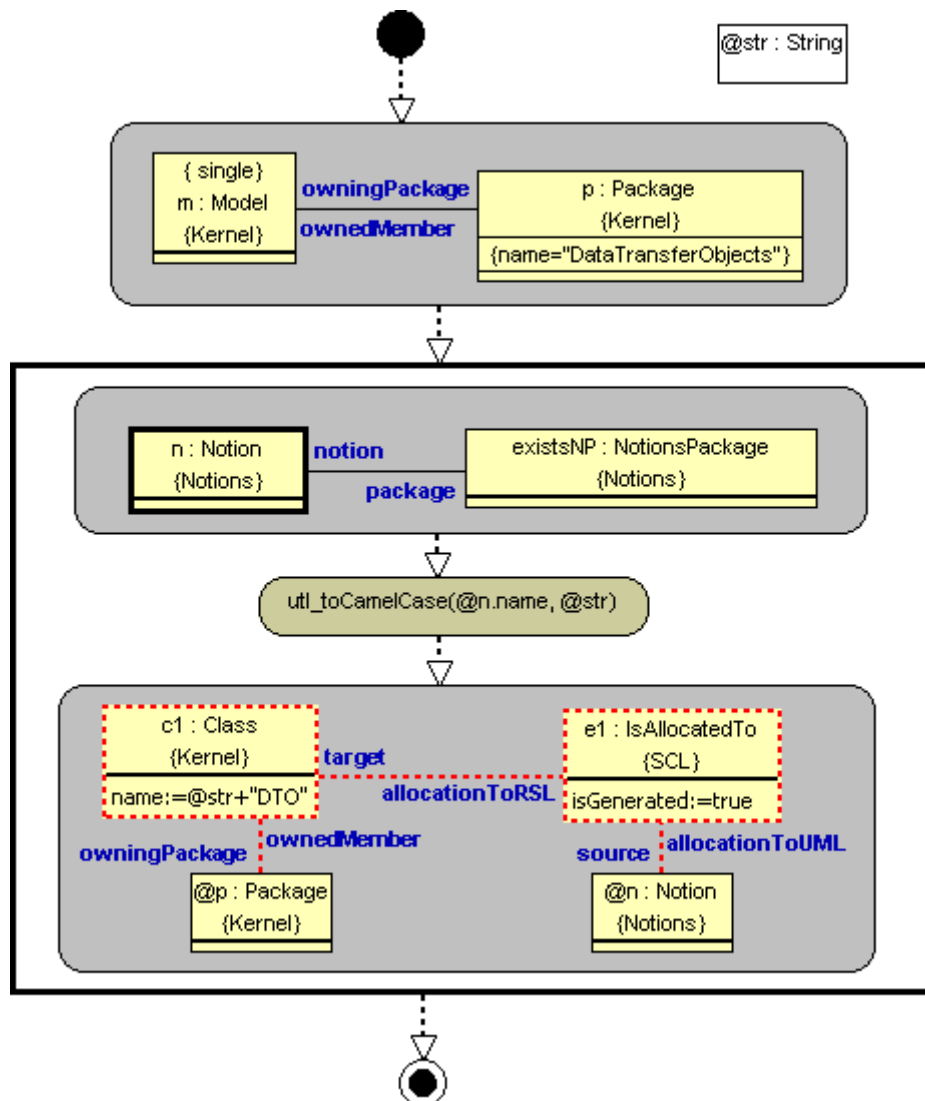 @str : String
{ single}
m : Model
{Kernel}
owningPackage
ownedMember
p : Package
{Kernel}
{name="DataTransferObjects"}
n : Notion
{Notions}
notion
package
existsNP : NotionsPackage
{Notions}
utl_toCamelCase(@n.name, @str)
c1 : Class
{Kernel}
name:=@str+"DTO"
target
allocationToRSL
e1 : IsAllocatedTo
{SCL}
isGenerated:=true
owningPackage
ownedMember
source
allocationToUML
@p : Package
{Kernel}
@n : Notion
{Notions}